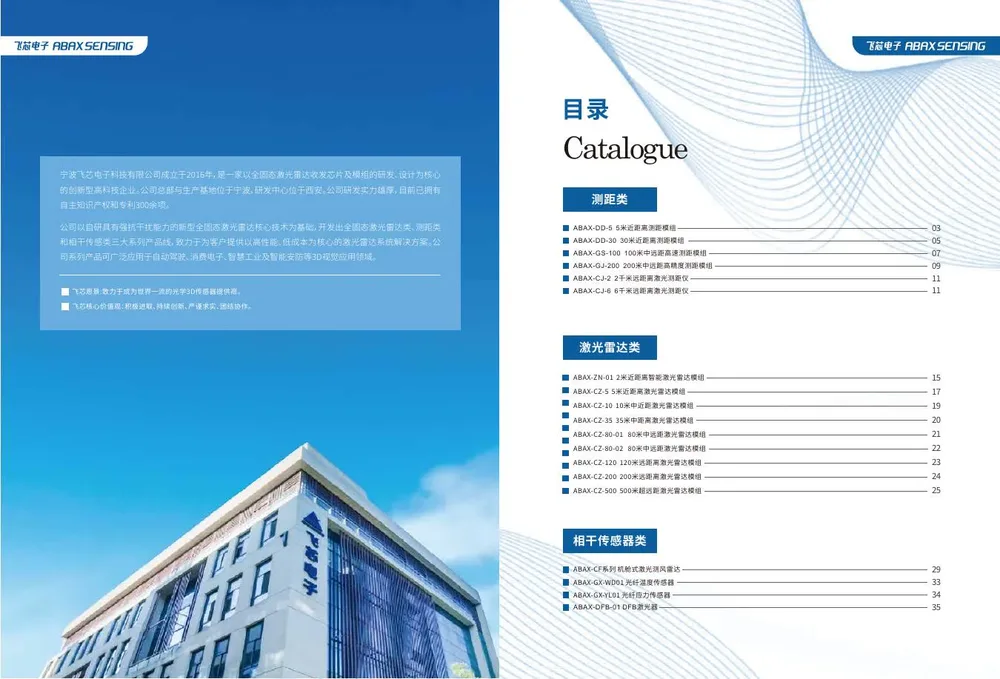 飞芯电子 ABAX SENSING
宁波飞芯电子科技有限公司成立于2016年，是一家以全固态激光雷达收发芯片及模组的研发、设计为核心
的创新型高科技企业。公司总部与生产基地位于宁波，研发中心位于西安。公司研发实力雄厚，目前已拥有
自主知识产权和专利300余项。
公司以自研具有强抗干扰能力的新型全固态激光雷达核心技术为基础，开发出全固态激光雷达类、测距类
和相干传感类三大系列产品线，致力于为客户提供以高性能、低成本为核心的激光雷达系统解决方案。公
司系列产品可广泛应用于自动驾驶、消费电子、智慧工业及智能安防等3D视觉应用领域。
飞芯愿景：致力于成为世界一流的光学3D传感器提供商。
飞芯核心价值观：积极进取、持续创新、严谨求实、团结协作。
飞芯电子
飞芯电子 ABAX SENSING
目录
Catalogue
测距类
ABAX-DD-5 5米近距离测距模组 03
ABAX-DD-30 30米近距离测距模组 05
ABAX-GS-100 100米中远距高速测距模组 07
ABAX-GJ-200 200米中远距高精度测距模组 09
ABAX-CJ-2 2千米远距离激光测距仪 11
ABAX-CJ-6 6千米远距离激光测距仪 11
激光雷达类
ABAX-ZN-01 2米近距离智能激光雷达模组 15
ABAX-CZ-5 5米近距离激光雷达模组 17
ABAX-CZ-10 10米中近距激光雷达模组 19
ABAX-CZ-35 35米中距离激光雷达模组 20
ABAX-CZ-80-01 80米中远距激光雷达模组 21
ABAX-CZ-80-02 80米中远距激光雷达模组 22
ABAX-CZ-120 120米远距离激光雷达模组 23
ABAX-CZ-200 200米远距离激光雷达模组 24
ABAX-CZ-500 500米超远距激光雷达模组 25
相干传感器类
ABAX-CF系列 机舱式激光测风雷达 29
ABAX-GX-WD01 光纤温度传感器 33
ABAX-GX-YL01 光纤应力传感器 34
ABAX-DFB-01 DFB激光器 35